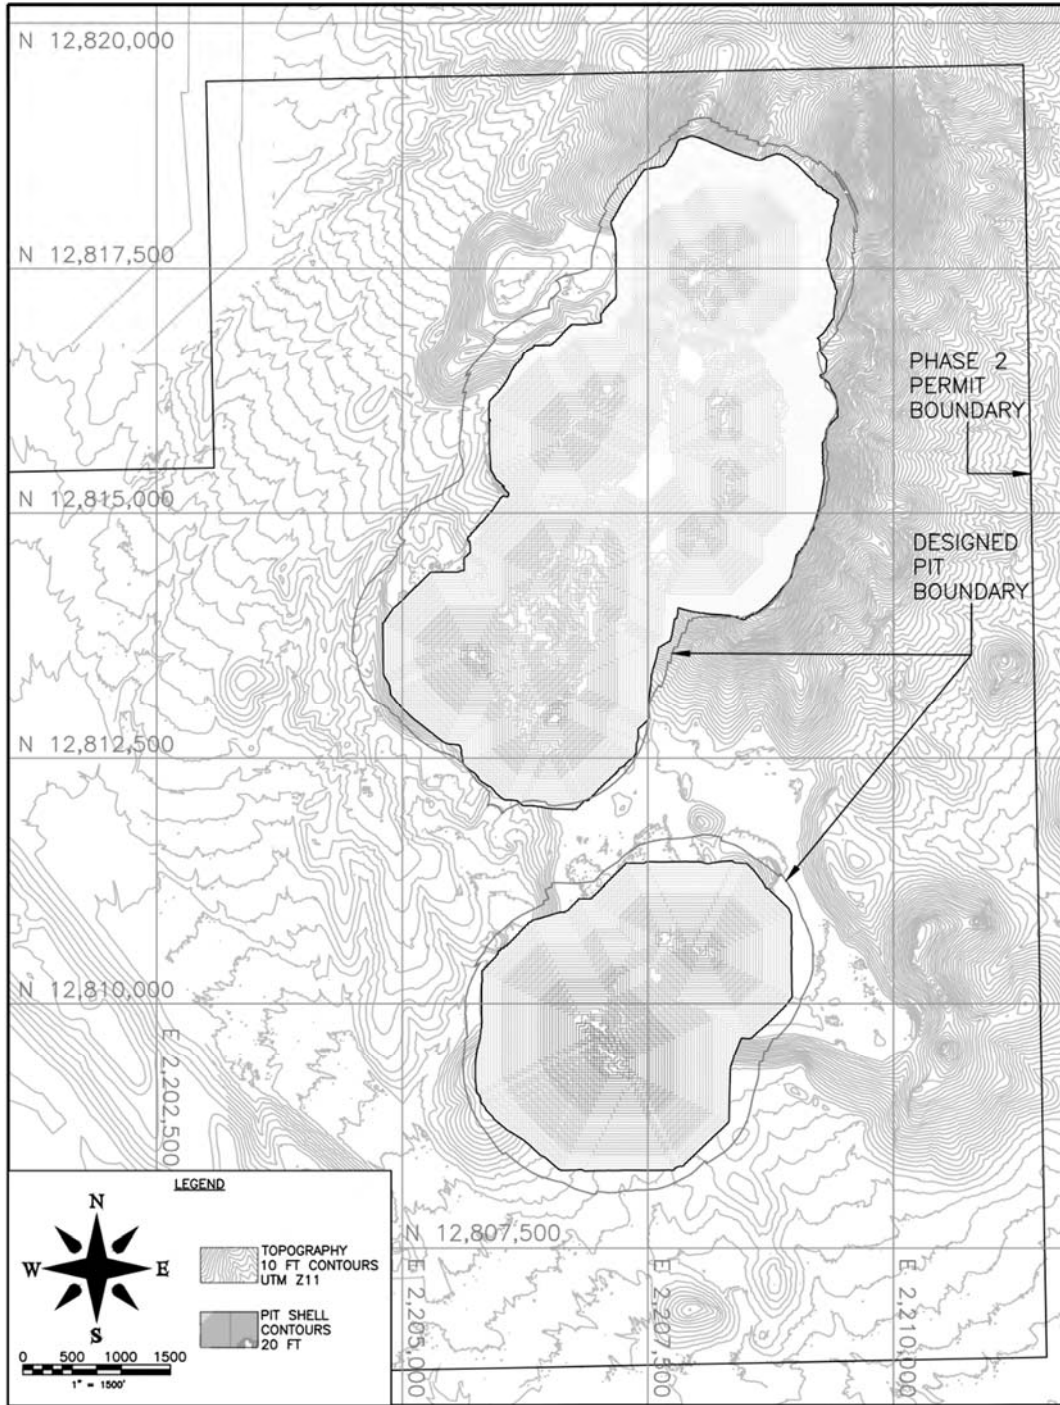 N 12,820,000
N 12,817,500
PHASE 2
PERMIT
BOUNDARY
N 12,815,000
DESIGNED
PIT
BOUNDARY
N 12,812,500
N 12,810,000
E 2,202,500
N 12,807,500
E 2,205,000
E 2,207,500
E 2,210,000
LEGEND
N
W
E
S
TOPOGRAPHY
10 FT CONTOURS
UTM Z11
PIT SHELL
CONTOURS
20 FT
0 500 1000 1500
1" = 1500'